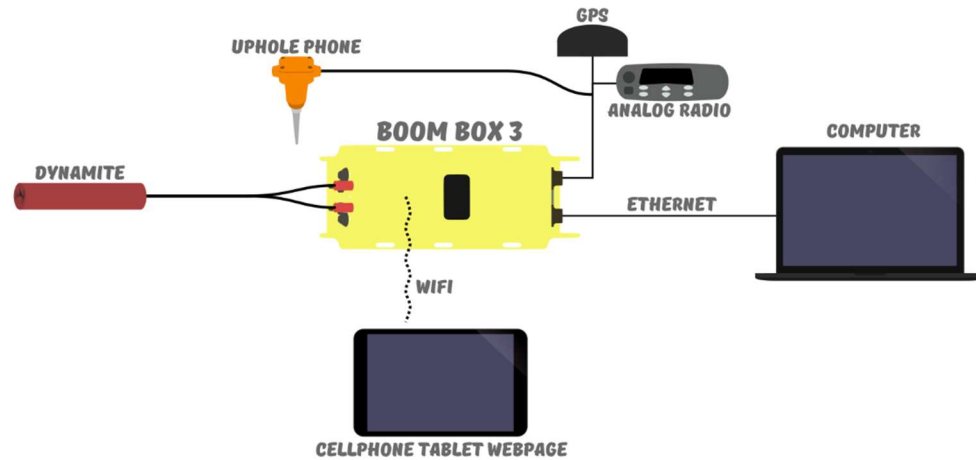 GPS
UPHOLE PHONE
ANALOG RADIO
BOOM BOX 3
COMPUTER
DYNAMITE
ETHERNET
WIFI
CELLPHONE TABLET WEBPAGE